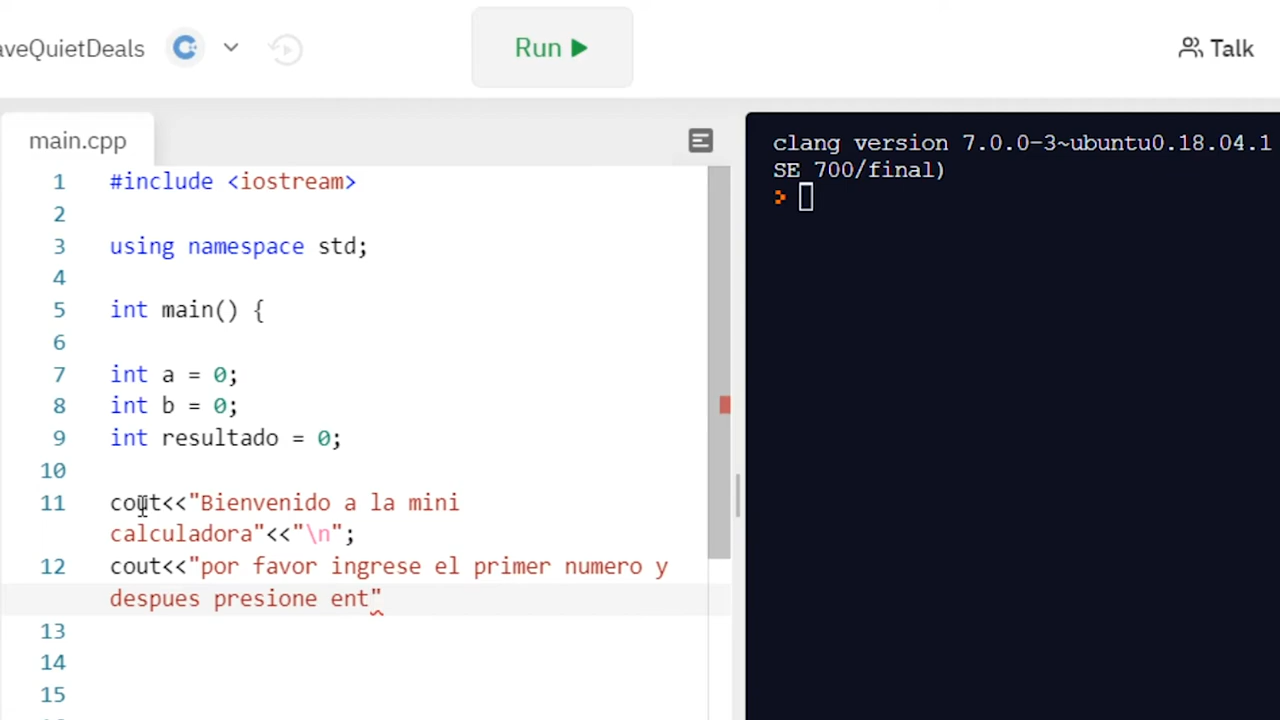 aveQuietDeals
Run
Talk
main.cpp
clang version 7.0.0-3~ubuntu0.18.04.1
SE 700/final)
>
1 #include <iostream>
2
3 using namespace std;
4
5 int main() {
6
7 int a = 0;
8 int b = 0;
9 int resultado = 0;
10
11 cout<<"Bienvenido a la mini
calculadora"<<"\n";
12 cout<<"por favor ingrese el primer numero y
despues presione ent"
13
14
15